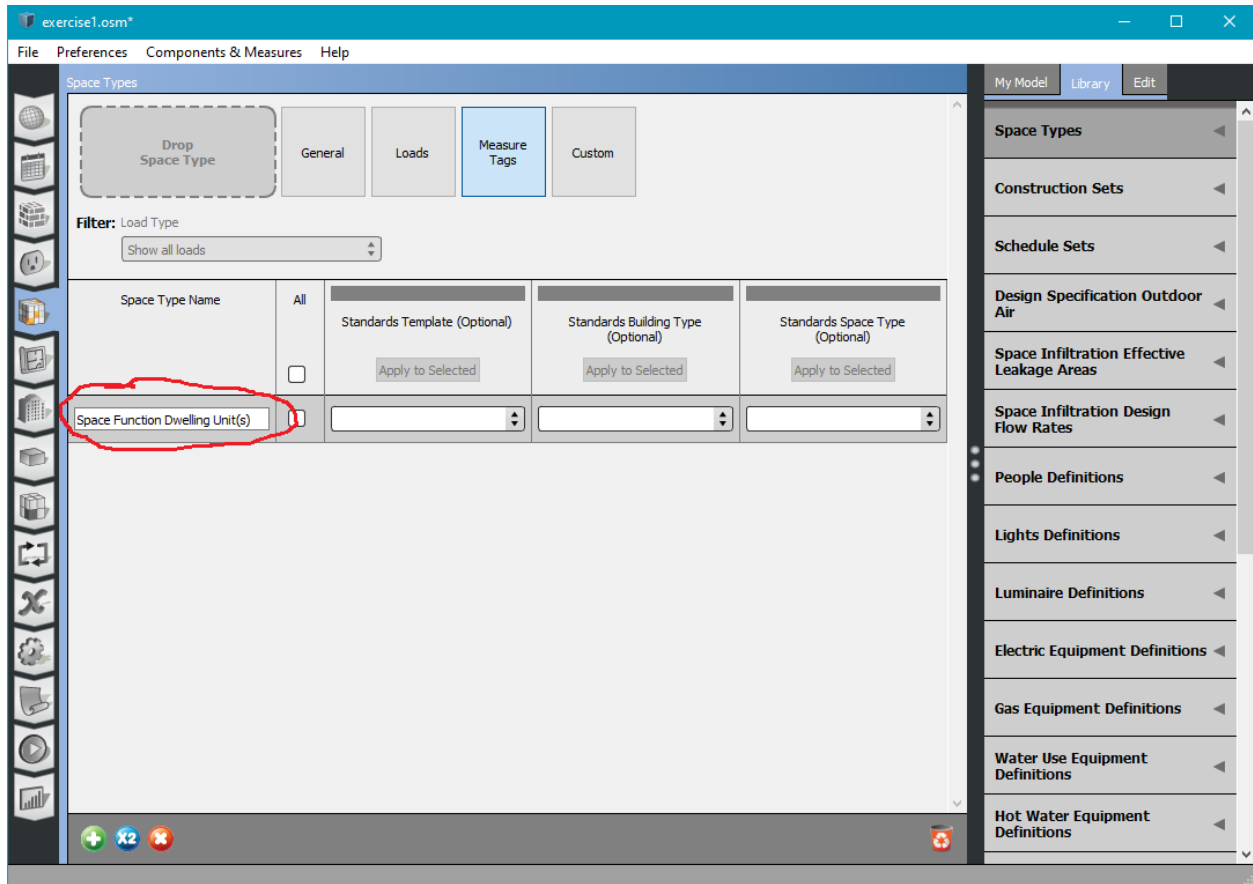 exercise1.osm*
File Preferences Components & Measures Help
Space Types
My Model Library Edit
Drop
Space Type
General
Loads
Measure
Tags
Custom
Filter: Load Type
Show all loads
Space Type Name
All
Standards Template (Optional)
Apply to Selected
Standards Building Type
(Optional)
Apply to Selected
Standards Space Type
(Optional)
Apply to Selected
Space Function Dwelling Unit(s)
X2
Space Types
Construction Sets
Schedule Sets
Design Specification Outdoor
Air
Space Infiltration Effective
Leakage Areas
Space Infiltration Design
Flow Rates
People Definitions
Lights Definitions
Luminaire Definitions
Electric Equipment Definitions
Gas Equipment Definitions
Water Use Equipment
Definitions
Hot Water Equipment
Definitions